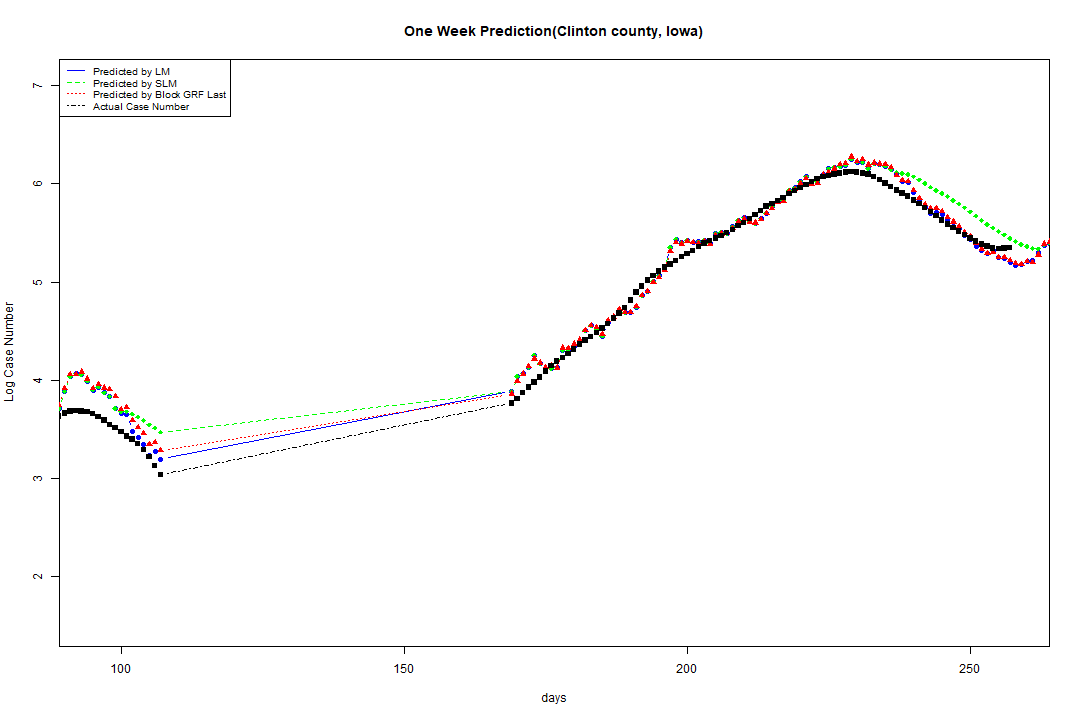 One Week Prediction(Clinton county, Iowa)
Predicted by LM
Predicted by SLM
Predicted by Block GRF Last
Actual Case Number
Log Case Number
7
6
5
4
3
2
100
150
200
250
days